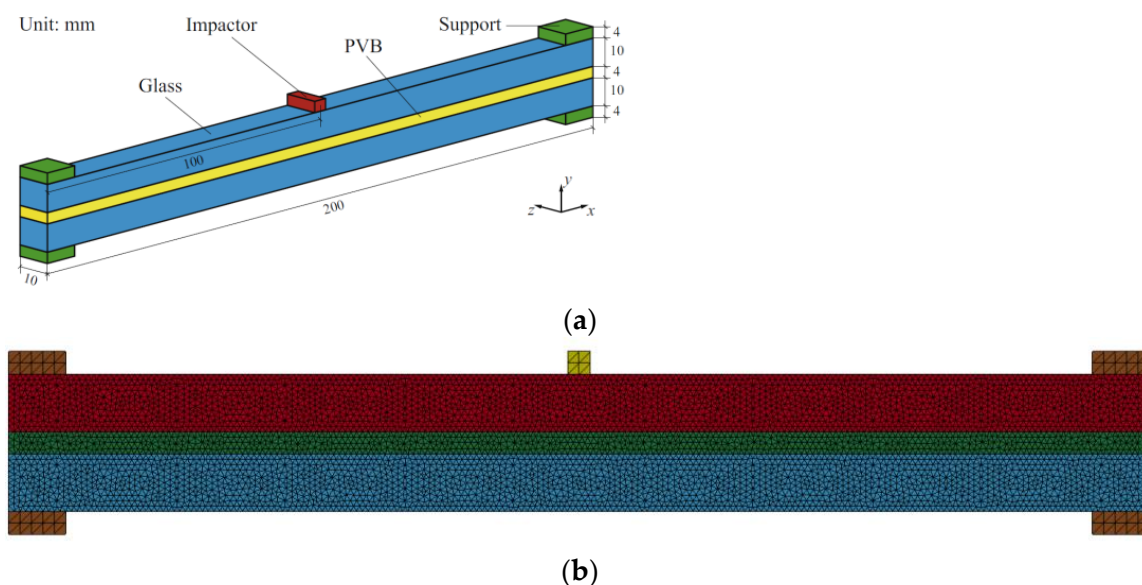 Unit: mm
Impactor
Support
PVB
Glass
4
10
4
10
4
100
200
10
y
z
x
(a)
(b)